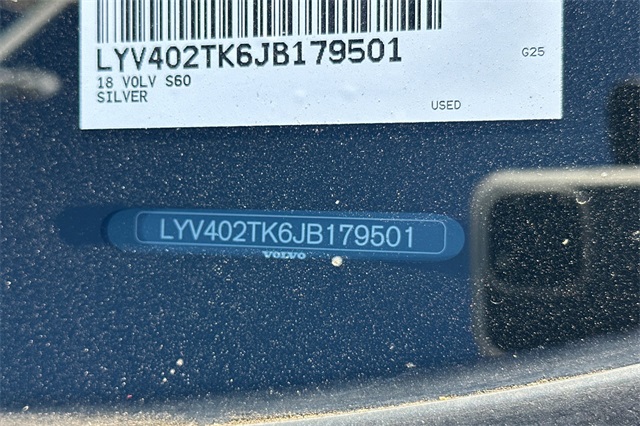 LYV402TK6JB179501
18 VOLV S60
G25
SILVER
USED
LYV402TK6JB179501
VOLVO